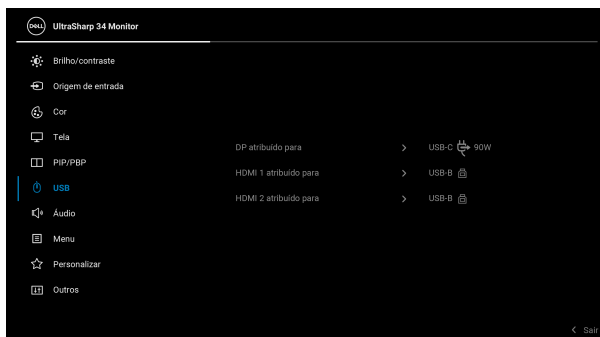 DELL UltraSharp 34 Monitor
Brilho/contraste
Origem de entrada
Cor
Tela
DP atribuído para USB-C 90W
PIP/PBP
HDMI 1 atribuído para USB-B
USB
HDMI 2 atribuído para USB-B
Áudio
Menu
Personalizar
Outros
Sair